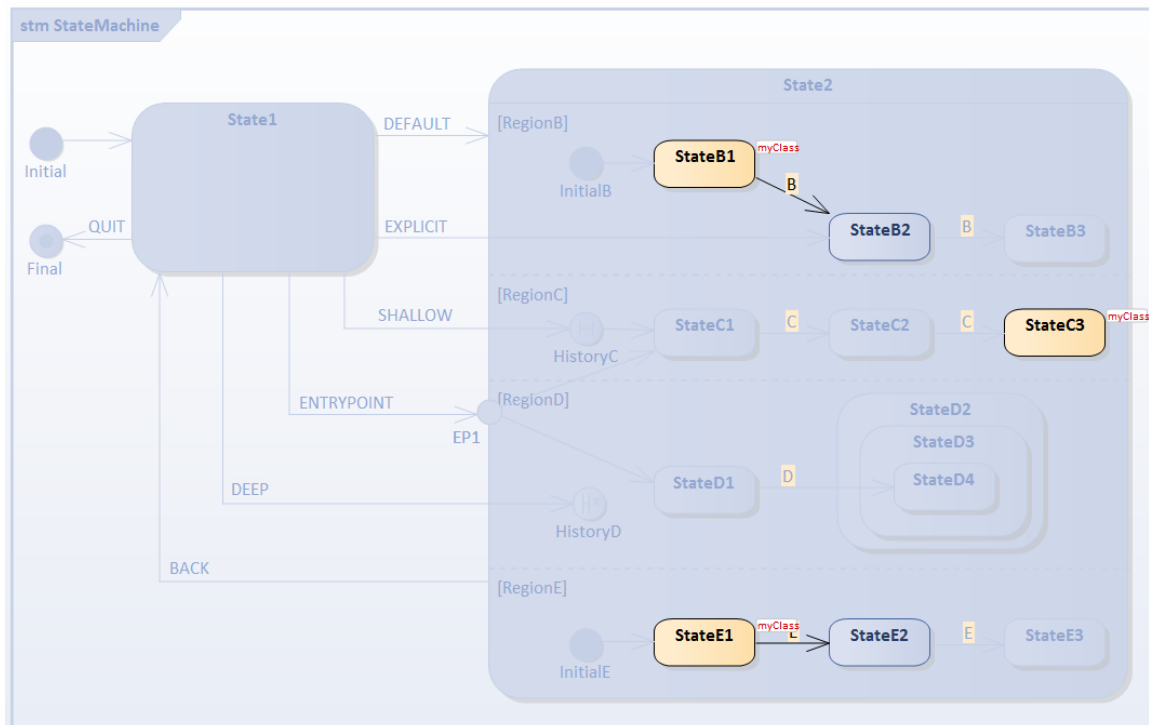 stm StateMachine
State2
State1
DEFAULT
[RegionB]
Initial
InitialB
StateB1
myClass
B
QUIT
Final
EXPLICIT
StateB2
B
StateB3
[RegionC]
SHALLOW
HistoryC
StateC1
C
StateC2
C
StateC3
myClass
ENTRYPOINT
EP1
[RegionD]
StateD2
StateD3
StateD1
D
StateD4
DEEP
HistoryD
BACK
[RegionE]
InitialE
StateE1
myClass
StateE2
E
StateE3